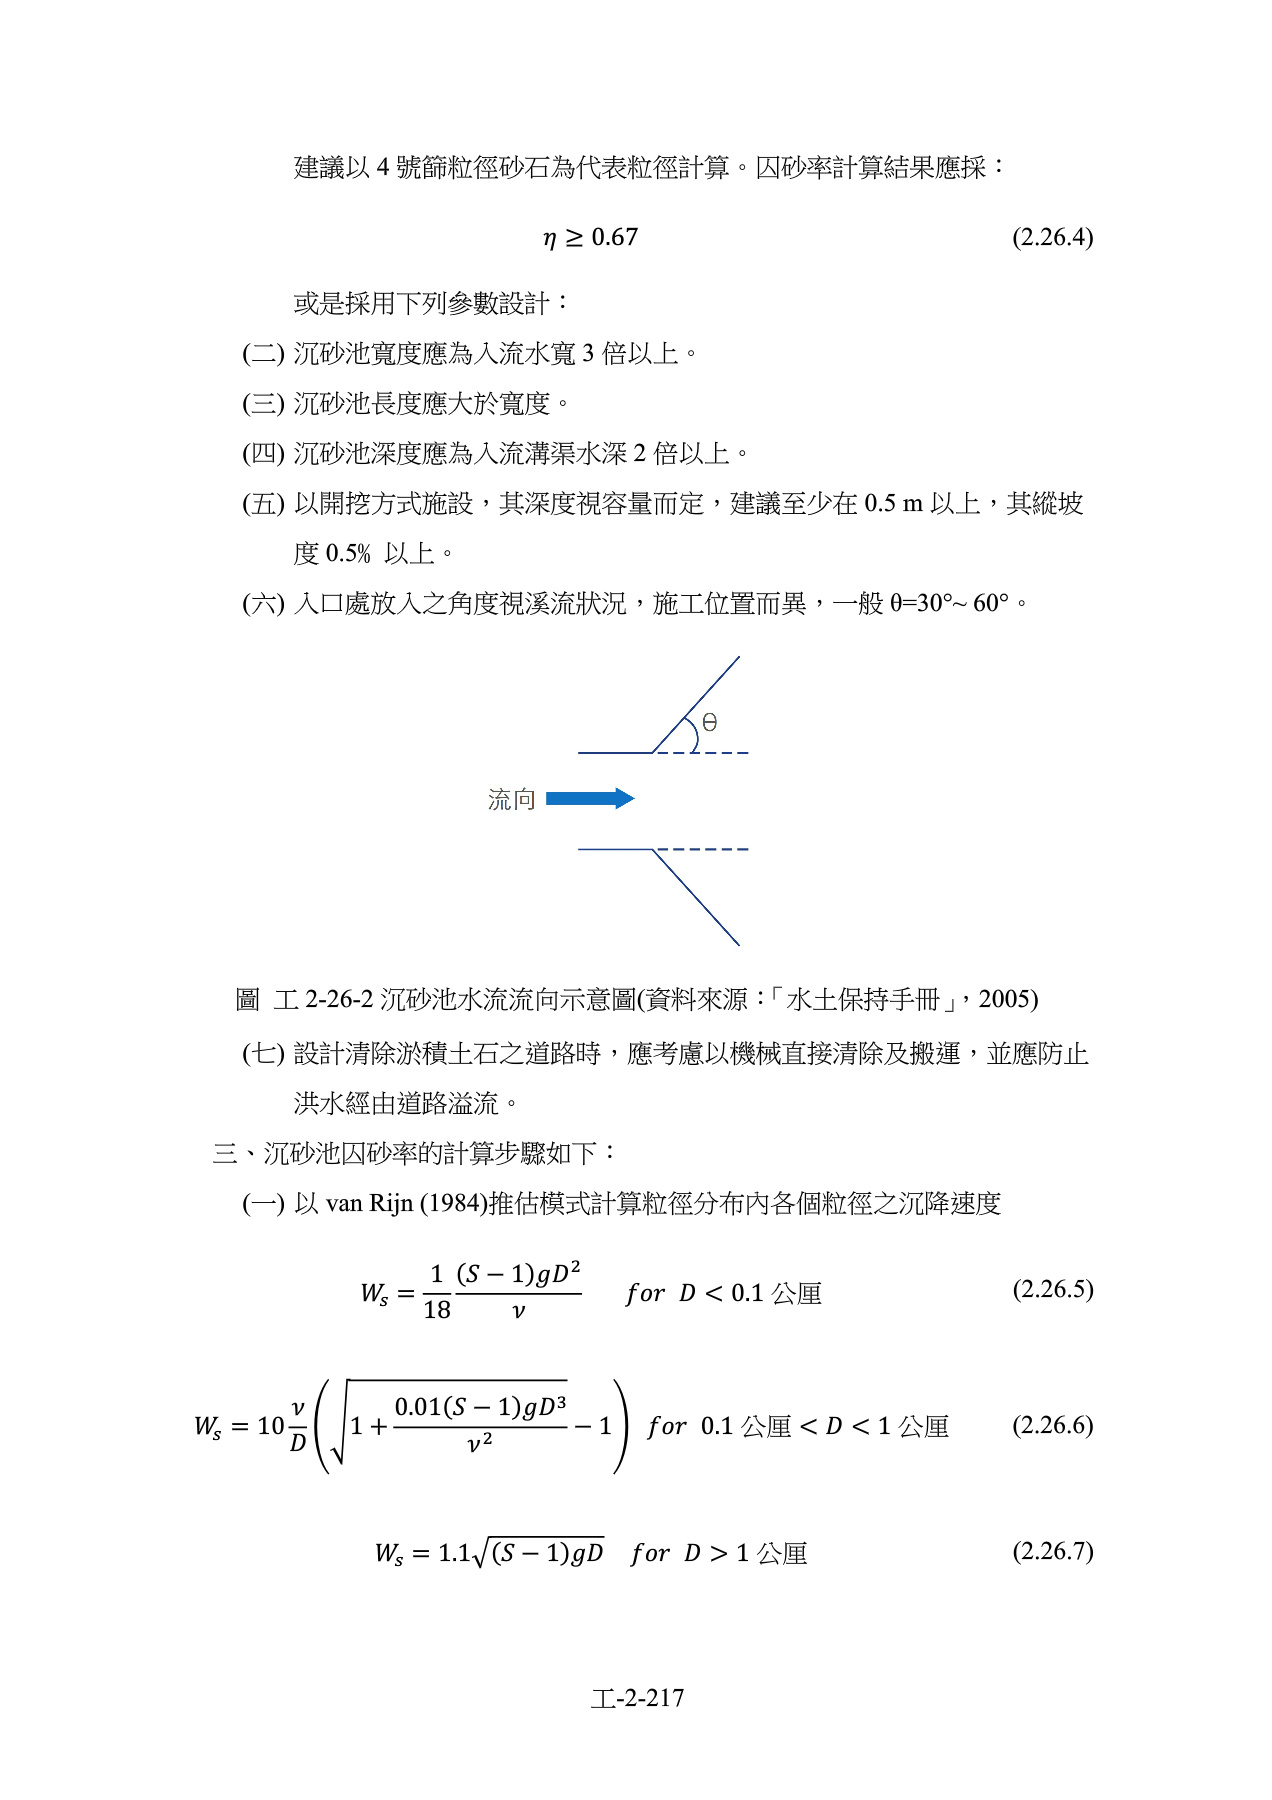 建議以 4 號篩粒徑砂石為代表粒徑計算。囚砂率計算結果應採：
η ≥ 0.67 (2.26.4)
或是採用下列參數設計：
(二) 沉砂池寬度應為入流水寬 3 倍以上。
(三) 沉砂池長度應大於寬度。
(四) 沉砂池深度應為入流溝渠水深 2 倍以上。
(五) 以開挖方式施設，其深度視容量而定，建議至少在 0.5 m 以上，其縱坡
度 0.5% 以上。
(六) 入口處放入之角度視溪流狀況，施工位置而異，一般 θ=30°~ 60°。
θ
流向
圖 工 2-26-2 沉砂池水流流向示意圖(資料來源：「水土保持手冊」，2005)
(七) 設計清除淤積土石之道路時，應考慮以機械直接清除及搬運，並應防止
洪水經由道路溢流。
三、沉砂池囚砂率的計算步驟如下：
(一) 以 van Rijn (1984)推估模式計算粒徑分布內各個粒徑之沉降速度
W_s = \frac{1}{18} \frac{(S − 1)gD^2}{ν} for D < 0.1 公厘 (2.26.5)
W_s = 10 \frac{ν}{D} \left( \sqrt{1 + \frac{0.01(S − 1)gD^3}{ν^2}} − 1 \right) for 0.1 公厘 < D < 1 公厘 (2.26.6)
W_s = 1.1\sqrt{(S − 1)gD} for D > 1 公厘 (2.26.7)
工-2-217